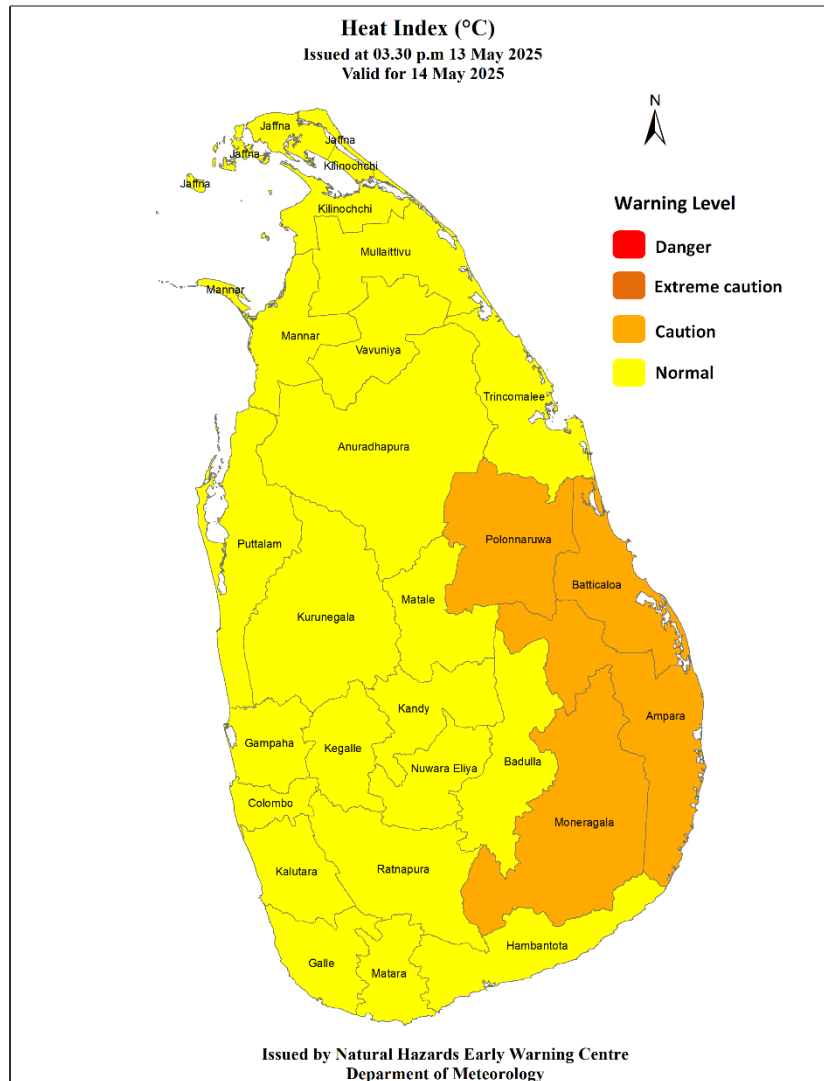 Heat Index (°C)
Issued at 03.30 p.m 13 May 2025
Valid for 14 May 2025
N
Jaffna
Jaffna
Jaffna
Kilinochchi
Jaffna
Kilinochchi
Warning Level
Danger
Mullaittivu
Extreme caution
Mannar
Caution
Mannar
Vavuniya
Normal
Trincomalee
Anuradhapura
Polonnaruwa
Puttalam
Batticaloa
Matale
Kurunegala
Kandy
Ampara
Gampaha
Kegalle
Badulla
Nuwara Eliya
Colombo
Moneragala
Kalutara
Ratnapura
Hambantota
Galle
Matara
Issued by Natural Hazards Early Warning Centre
Deparment of Meteorology